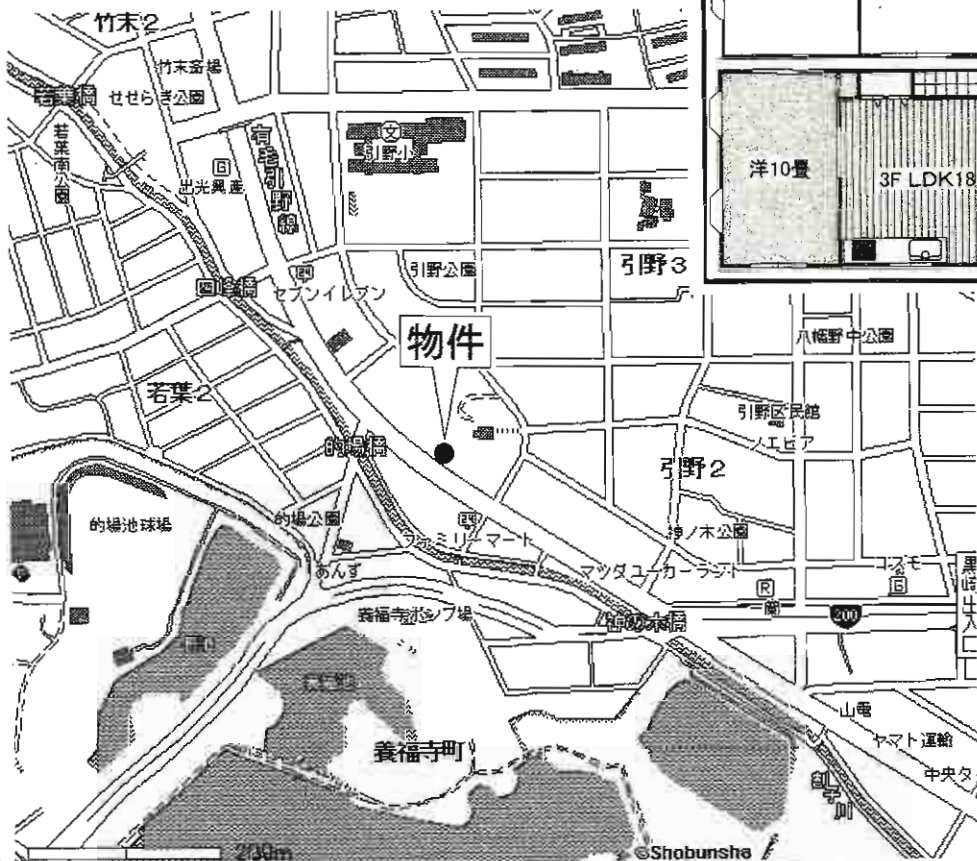 竹末2
竹末斎場
若葉橋
せせらぎ公園
若葉南公園
有毛引野線
出光興産
引野小
洋10畳
3F LDK18
引野公園
引野3
セブンイレブン
物件
八幡野中公園
若葉2
引野区民館
ノエビア
的場橋
引野2
的場池球場
的場公園
ファミリーマート
神ノ木公園
あんず
マツダユーカーランド
コスモ
養福寺ポンプ場
200
山電
ヤマト運輸
養福寺町
中央タ
割子川
200m
©Shobunsha